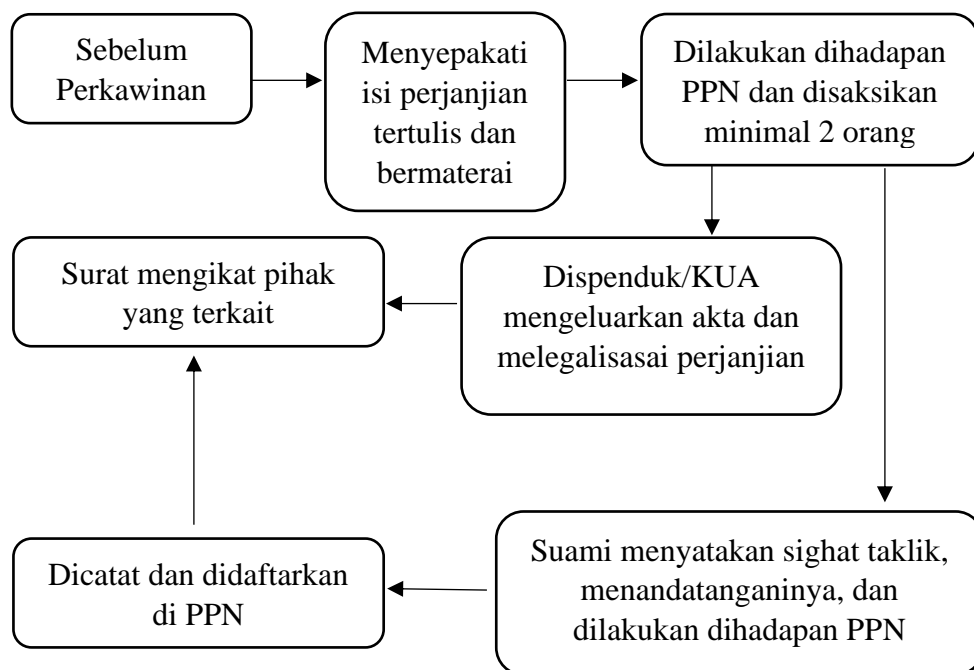 Sebelum
Perkawinan
Menyepakati
isi perjanjian
tertulis dan
bermaterai
Dilakukan dihadapan
PPN dan disaksikan
minimal 2 orang
Surat mengikat pihak
yang terkait
Dispenduk/KUA
mengeluarkan akta dan
melegalisasai perjanjian
Dicatat dan didaftarkan
di PPN
Suami menyatakan sighat taklik,
menandatanganinya, dan
dilakukan dihadapan PPN